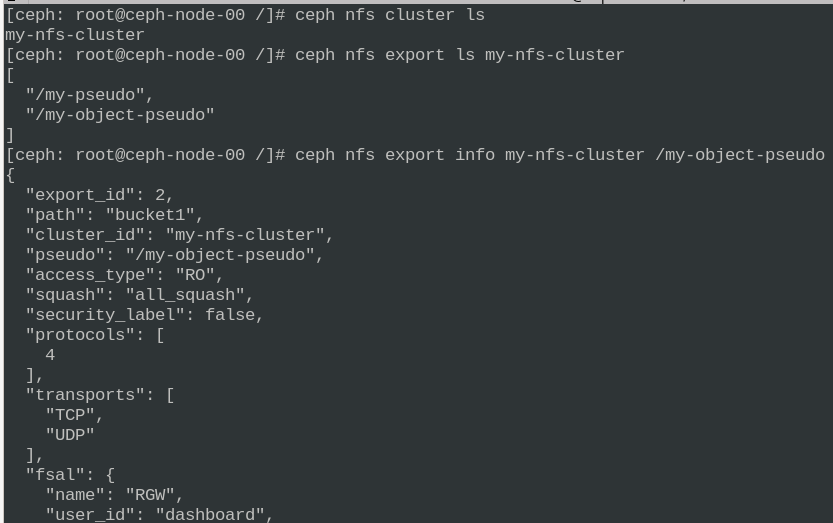 [ceph: root@ceph-node-00 /]# ceph nfs cluster ls
my-nfs-cluster
[ceph: root@ceph-node-00 /]# ceph nfs export ls my-nfs-cluster
[
  "/my-pseudo",
  "/my-object-pseudo"
]
[ceph: root@ceph-node-00 /]# ceph nfs export info my-nfs-cluster /my-object-pseudo
{
  "export_id": 2,
  "path": "bucket1",
  "cluster_id": "my-nfs-cluster",
  "pseudo": "/my-object-pseudo",
  "access_type": "RO",
  "squash": "all_squash",
  "security_label": false,
  "protocols": [
    4
  ],
  "transports": [
    "TCP",
    "UDP"
  ],
  "fsal": {
    "name": "RGW",
    "user_id": "dashboard",